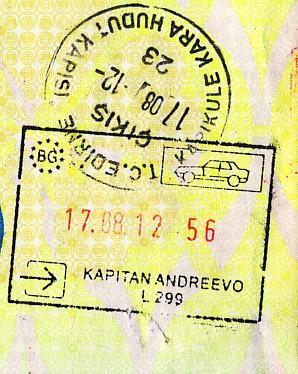 T.C. EDİRNE KAPIKULE KARA HUDUT KAPISI
23
17.08 12-
ÇIKIŞ
BG
17.08.12 56
KAPITAN ANDREEVO
L 299